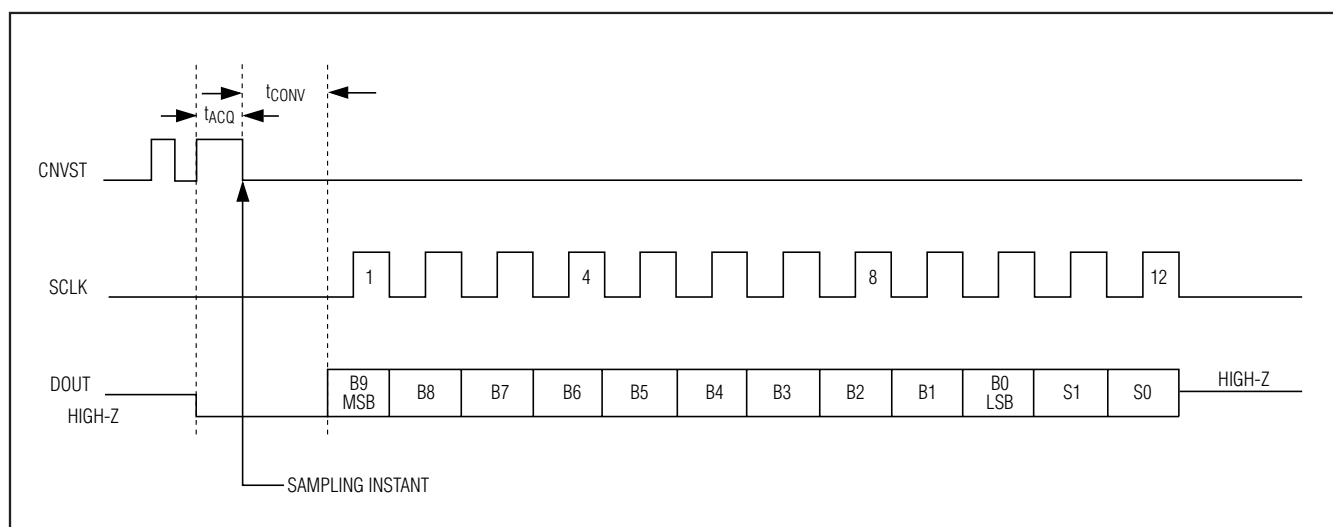 tCONV
tACQ
CNVST
1 4 8 12
SCLK
DOUT
HIGH-Z
B9 MSB B8 B7 B6 B5 B4 B3 B2 B1 B0 LSB S1 S0
HIGH-Z
SAMPLING INSTANT